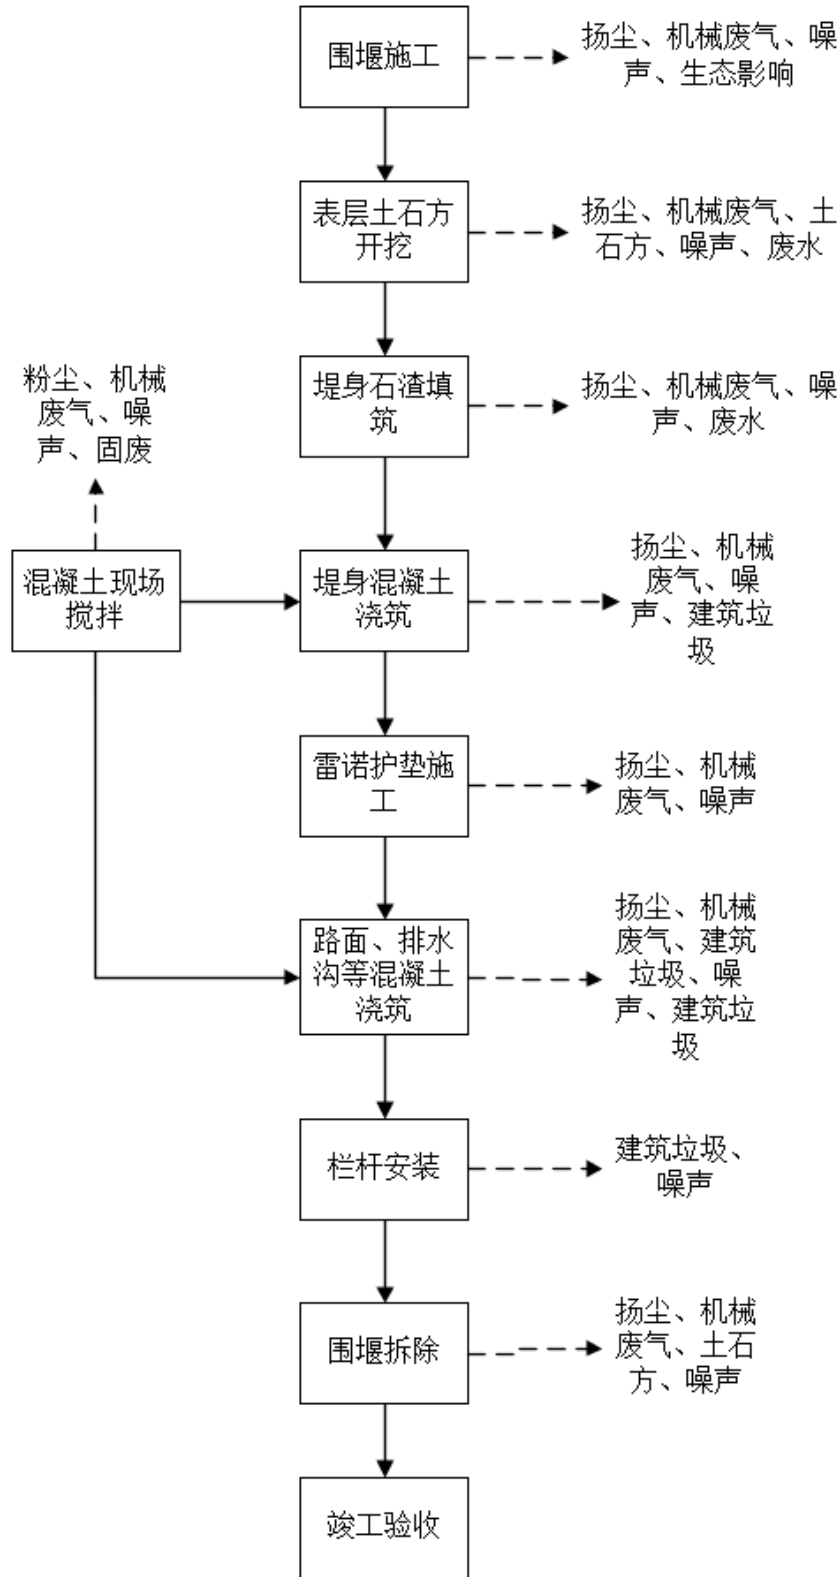 围堰施工
扬尘、机械废气、噪
声、生态影响
表层土石方
开挖
扬尘、机械废气、土
石方、噪声、废水
堤身石渣填
筑
扬尘、机械废气、噪
声、废水
粉尘、机械
废气、噪
声、固废
混凝土现场
搅拌
堤身混凝土
浇筑
扬尘、机械
废气、噪
声、建筑垃
圾
雷诺护垫施
工
扬尘、机械
废气、噪声
路面、排水
沟等混凝土
浇筑
扬尘、机械
废气、建筑
垃圾、噪
声、建筑垃
圾
栏杆安装
建筑垃圾、
噪声
围堰拆除
扬尘、机械
废气、土石
方、噪声
竣工验收